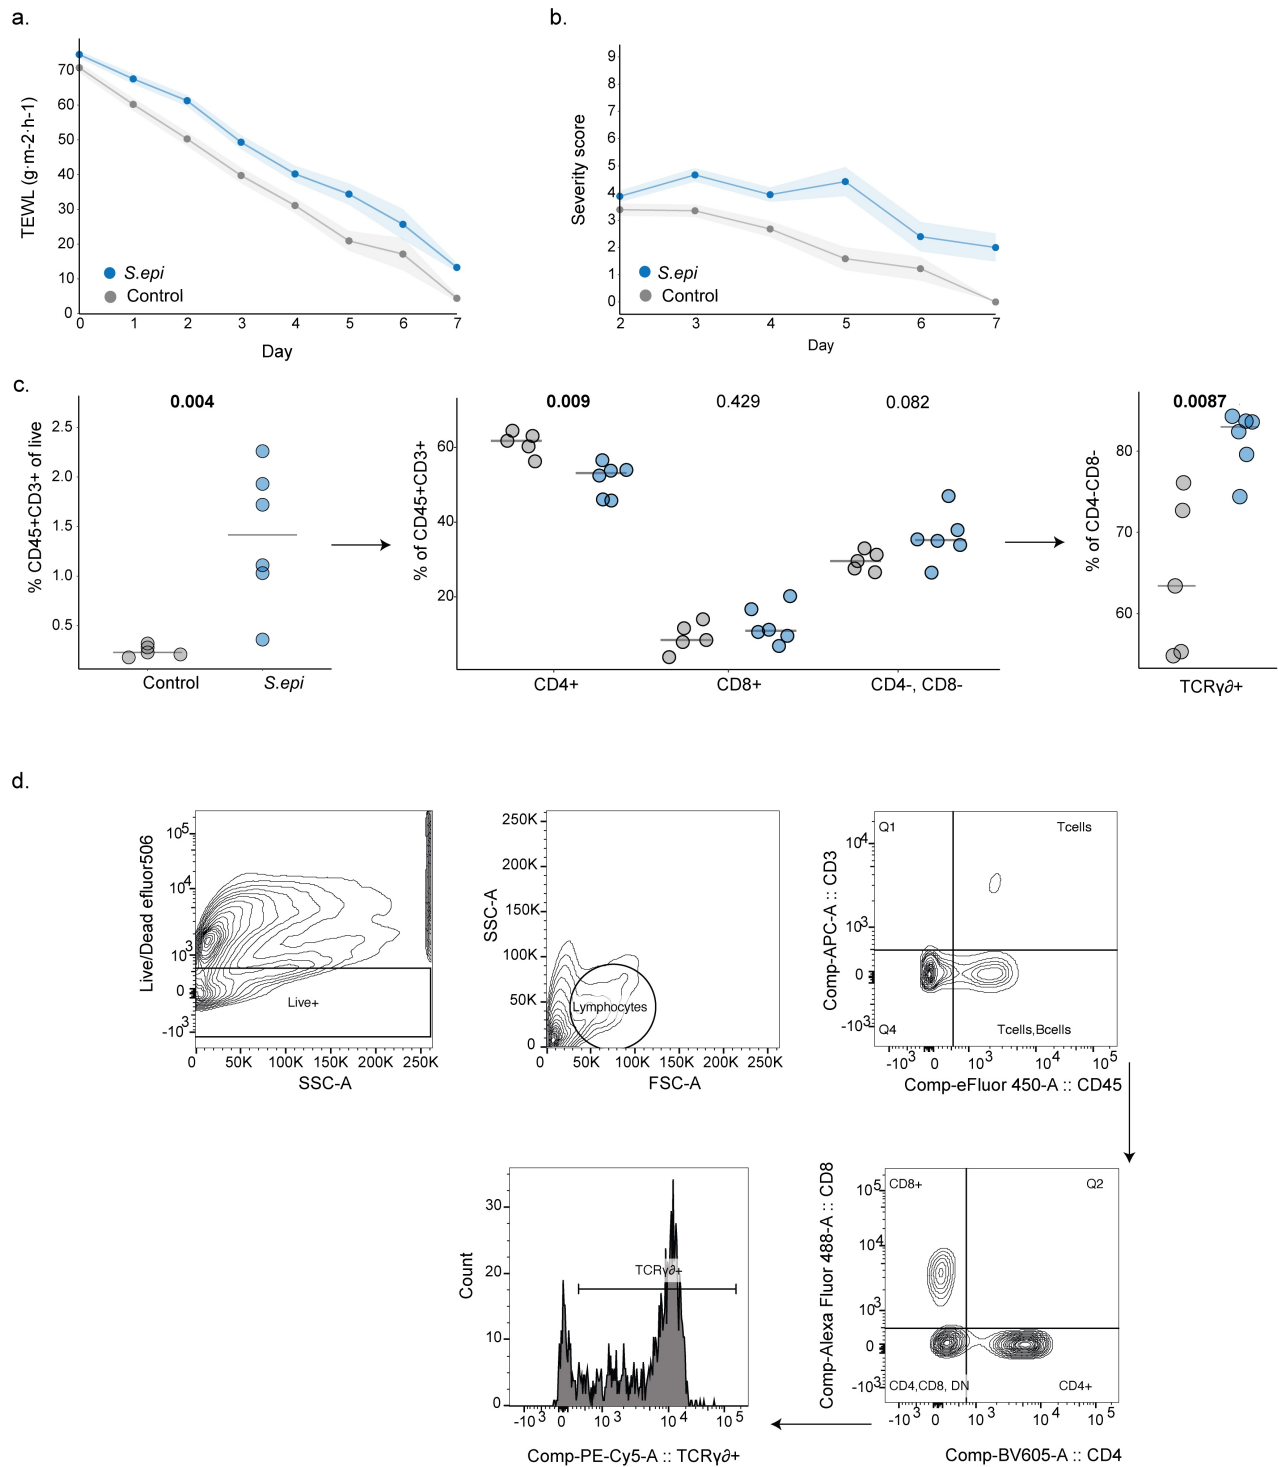 a.
TEWL (g·m-2·h-1)
70
60
50
40
30
20
10
0
S.epi
Control
0 1 2 3 4 5 6 7
Day
b.
Severity score
9
8
7
6
5
4
3
2
1
0
S.epi
Control
2 3 4 5 6 7
Day
c.
% CD45+CD3+ of live
0.004
2.5
2.0
1.5
1.0
0.5
Control S.epi
% of CD45+CD3+
0.009 0.429 0.082
60
40
20
CD4+ CD8+ CD4-, CD8-
% of CD4-CD8-
0.0087
80
70
60
TCRγ∂+
d.
Live/Dead efluor506
105
104
103
0
-103
Live+
0 50K 100K 150K 200K 250K
SSC-A
SSC-A
250K
200K
150K
100K
50K
0
Lymphocytes
0 50K 100K 150K 200K 250K
FSC-A
Comp-APC-A :: CD3
Q1 Tcells
104
103
0
-103
Q4 Tcells,Bcells
-103 0 103 104 105
Comp-eFluor 450-A :: CD45
Count
30
20
10
0
TCRγ∂+
-103 0 103 104 105
Comp-PE-Cy5-A :: TCRγ∂+
Comp-Alexa Fluor 488-A :: CD8
CD8+ Q2
105
104
103
0
-103
CD4,CD8, DN CD4+
-103 0 103 104 105
Comp-BV605-A :: CD4